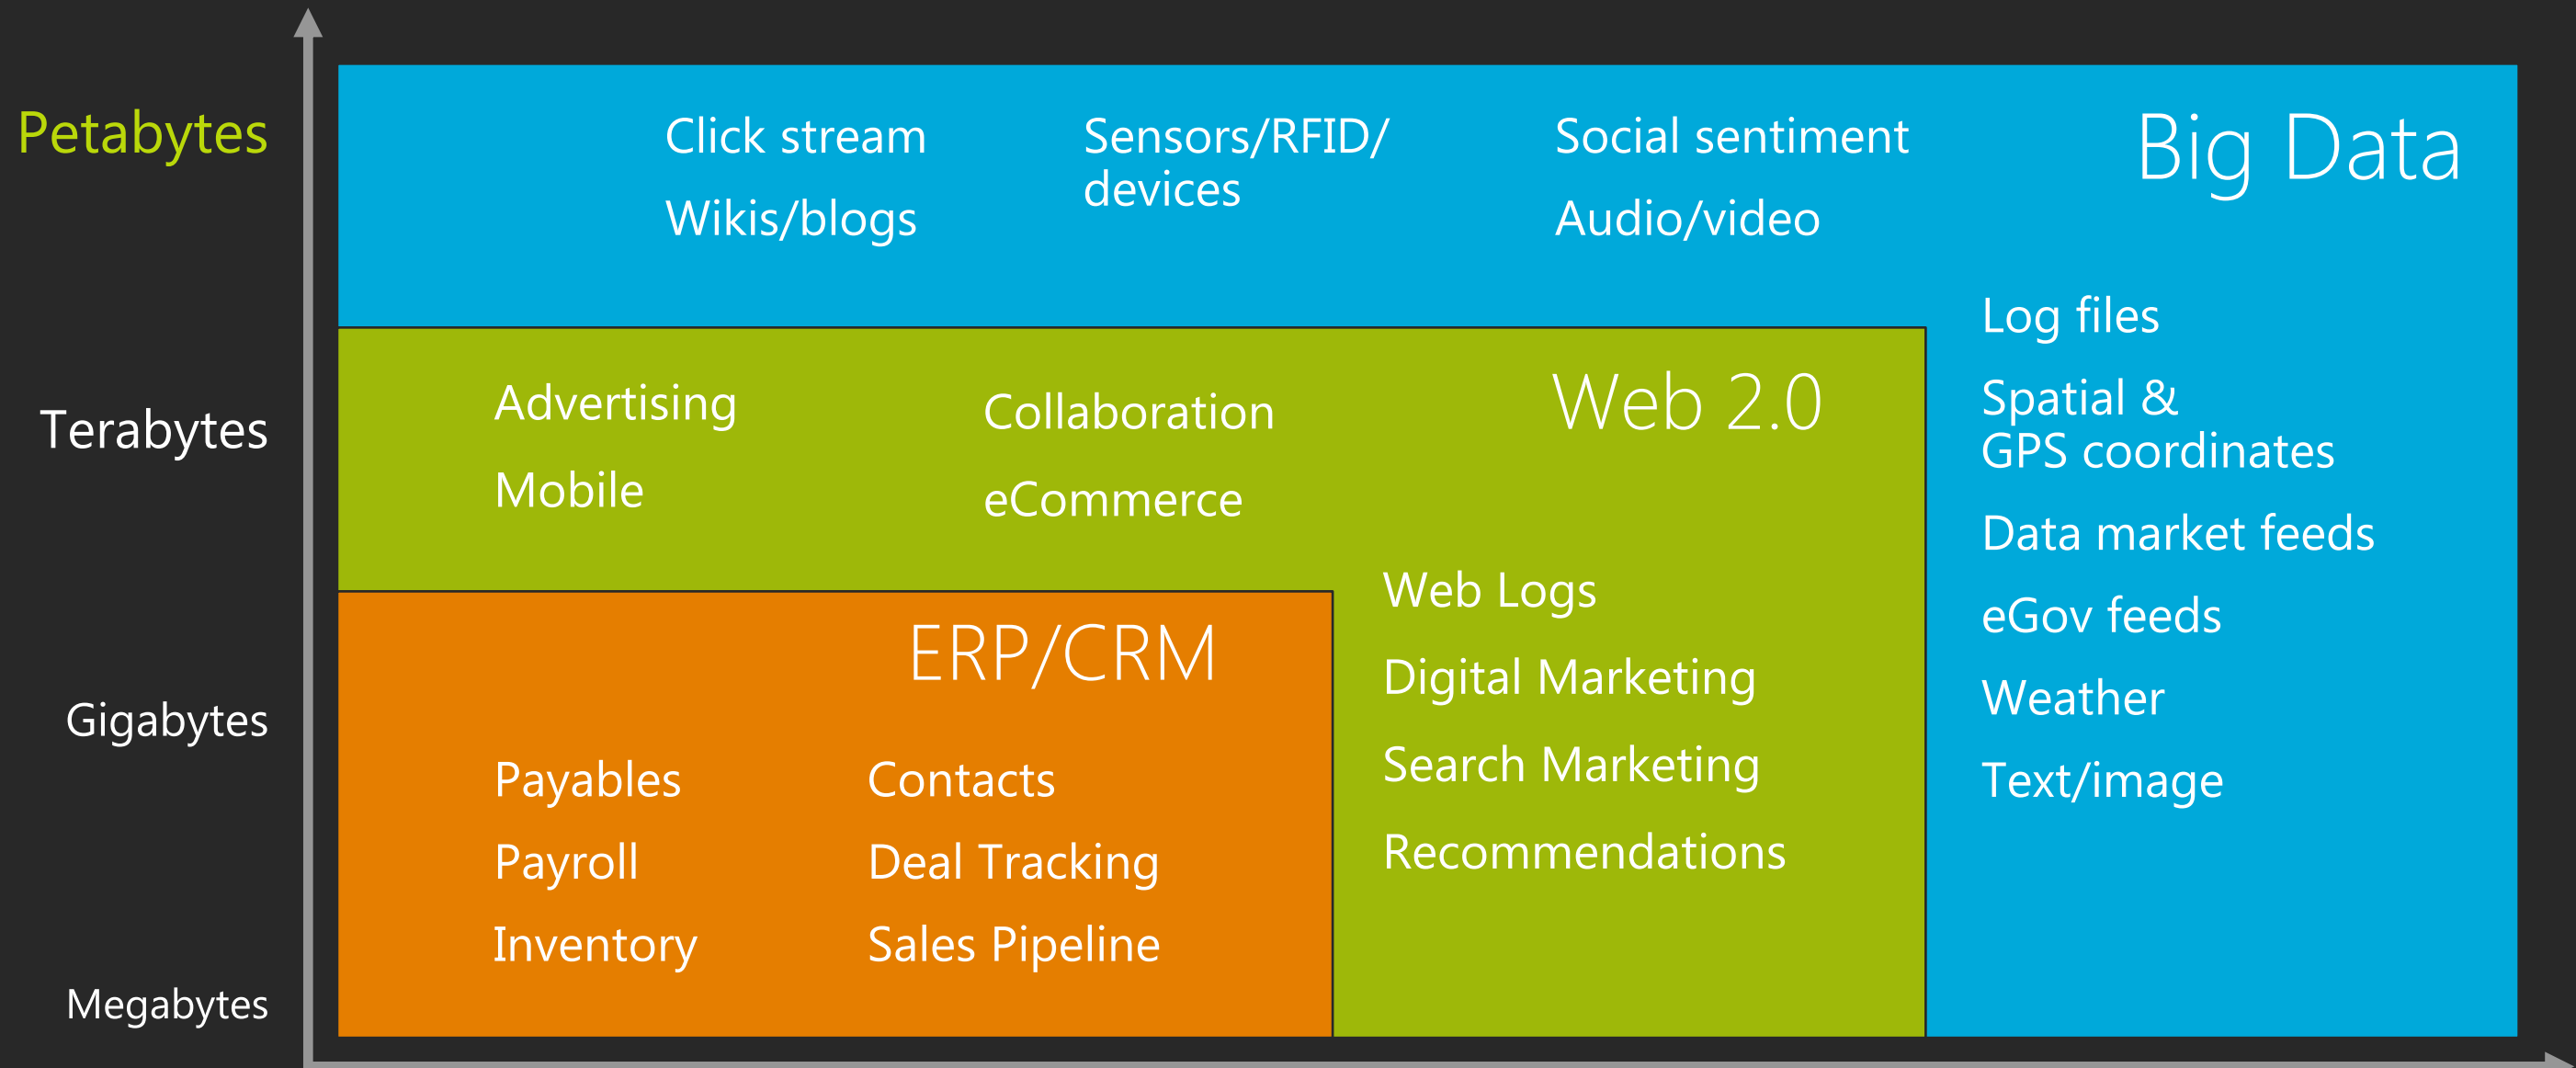 Petabytes
Terabytes
Gigabytes
Megabytes
Big Data
Click stream
Wikis/blogs
Sensors/RFID/
devices
Social sentiment
Audio/video
Log files
Spatial &
GPS coordinates
Data market feeds
eGov feeds
Weather
Text/image
Web 2.0
Advertising
Mobile
Collaboration
eCommerce
Web Logs
Digital Marketing
Search Marketing
Recommendations
ERP/CRM
Payables
Payroll
Inventory
Contacts
Deal Tracking
Sales Pipeline